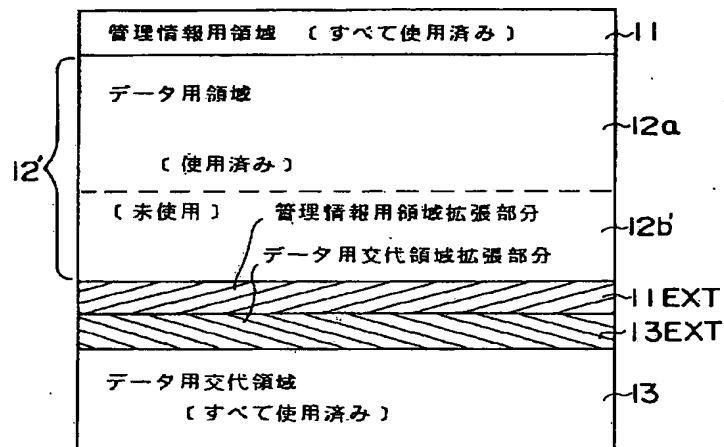 管理情報用領域 〔すべて使用済み〕 11
データ用領域
12a
12'
〔使用済み〕
〔未使用〕 管理情報用領域拡張部分
12b'
データ用交代領域拡張部分
11EXT
13EXT
データ用交代領域
13
〔すべて使用済み〕